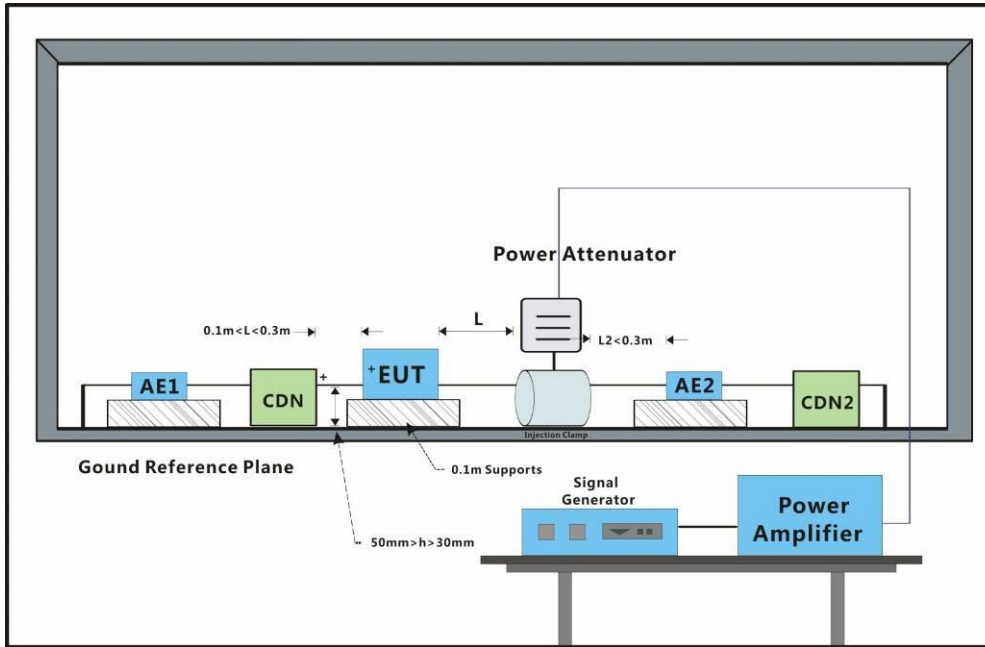 Power Attenuator
0.1m<L<0.3m
L
L2<0.3m
+
+EUT
AE1
CDN
AE2
CDN2
Injection Clamp
Gound Reference Plane
0.1m Supports
Signal
Generator
Power
Amplifier
50mm>h>30mm